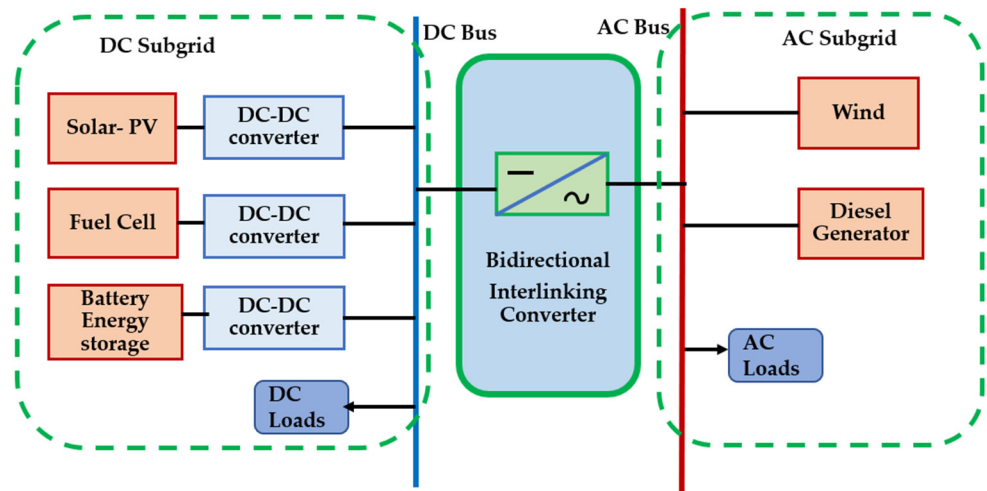 DC Subgrid
DC Bus
AC Bus
AC Subgrid
Solar- PV
DC-DC
converter
Wind
Fuel Cell
DC-DC
converter
Diesel
Generator
Bidirectional
Interlinking
Converter
Battery
Energy
storage
DC-DC
converter
AC
Loads
DC
Loads